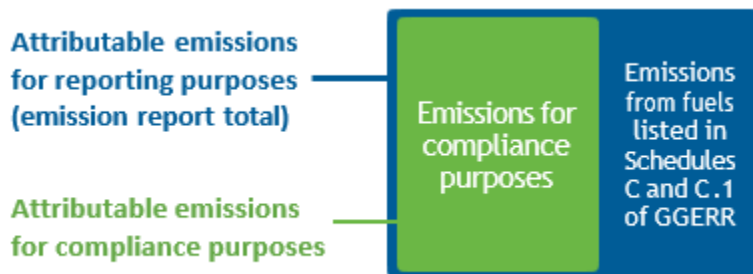 Attributable emissions
for reporting purposes
(emission report total)
Attributable emissions
for compliance purposes
Emissions for
compliance
purposes
Emissions
from fuels
listed in
Schedules
C and C.1
of GGERR